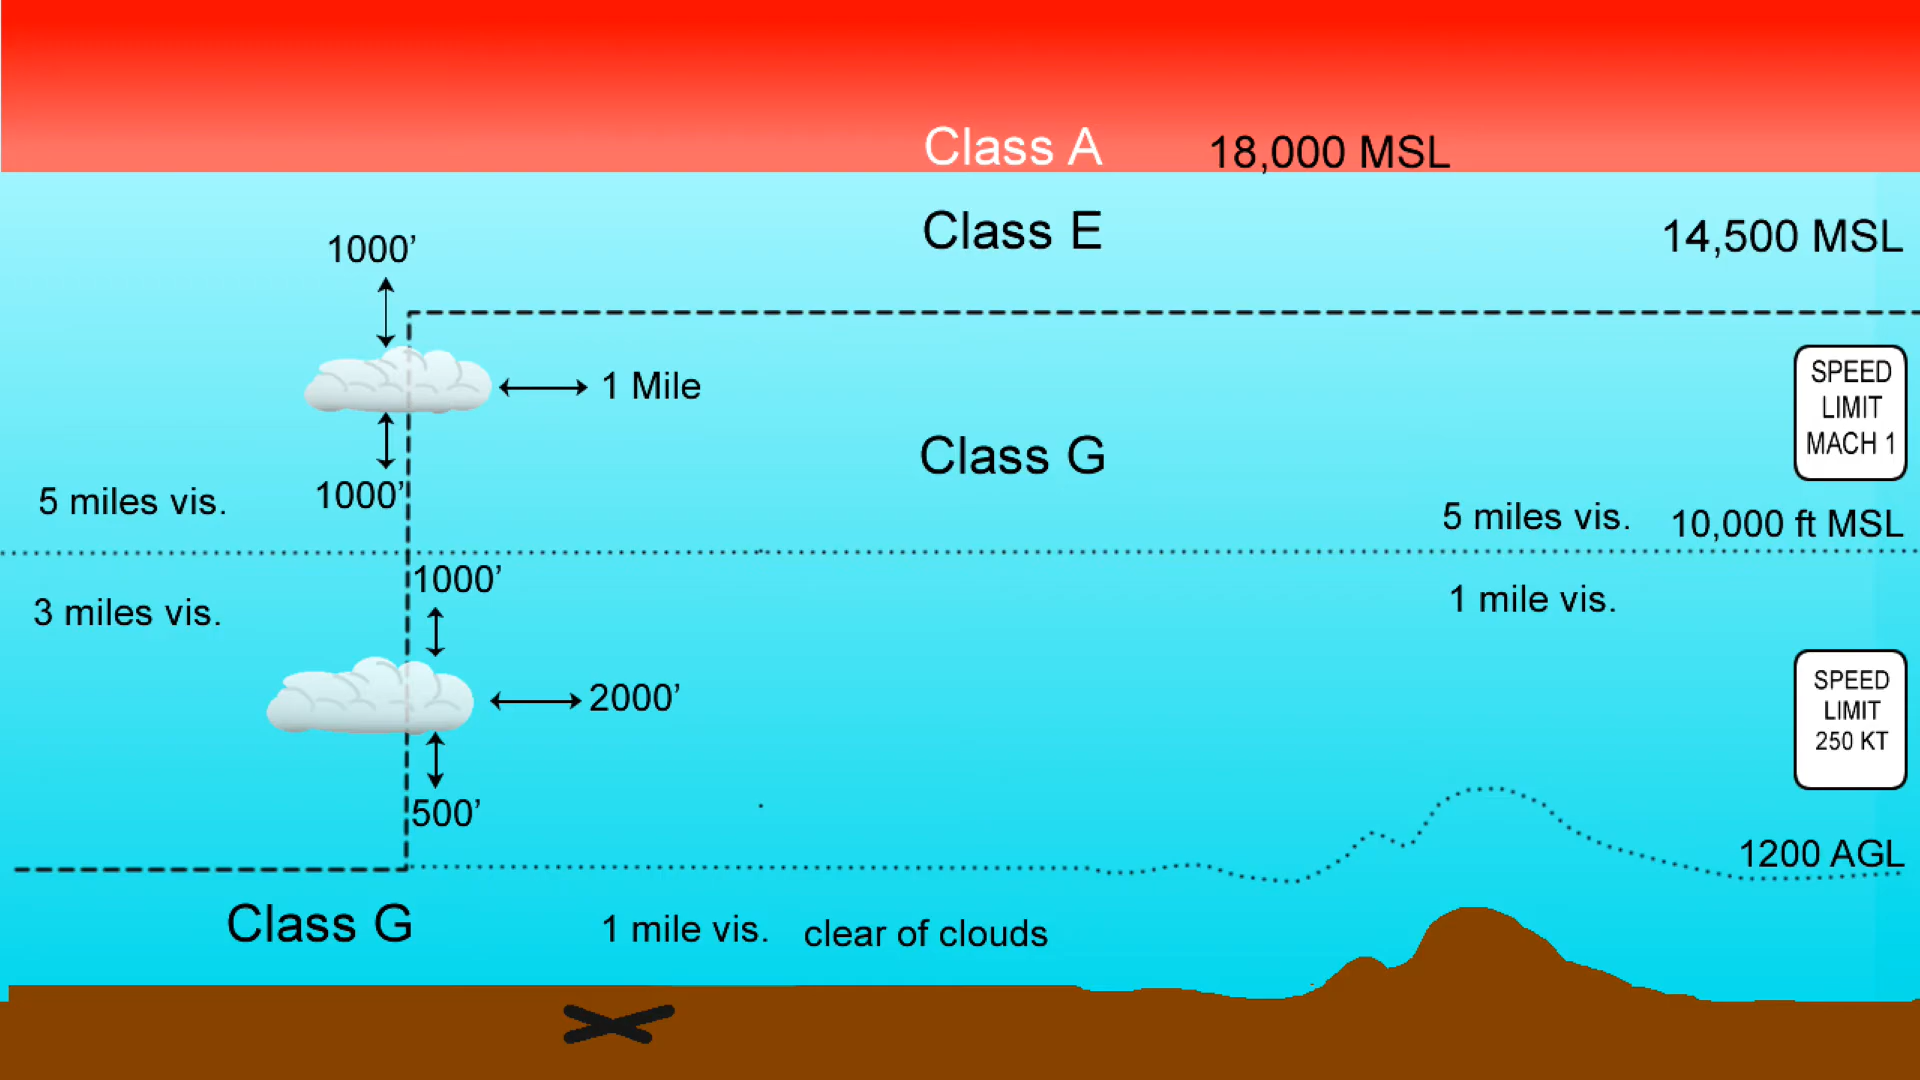 Class A
18,000 MSL
Class E
14,500 MSL
1000’
1 Mile
SPEED
LIMIT
MACH 1
Class G
1000’
5 miles vis.
5 miles vis.
10,000 ft MSL
1000’
3 miles vis.
1 mile vis.
2000’
SPEED
LIMIT
250 KT
500’
1200 AGL
Class G
1 mile vis.
clear of clouds